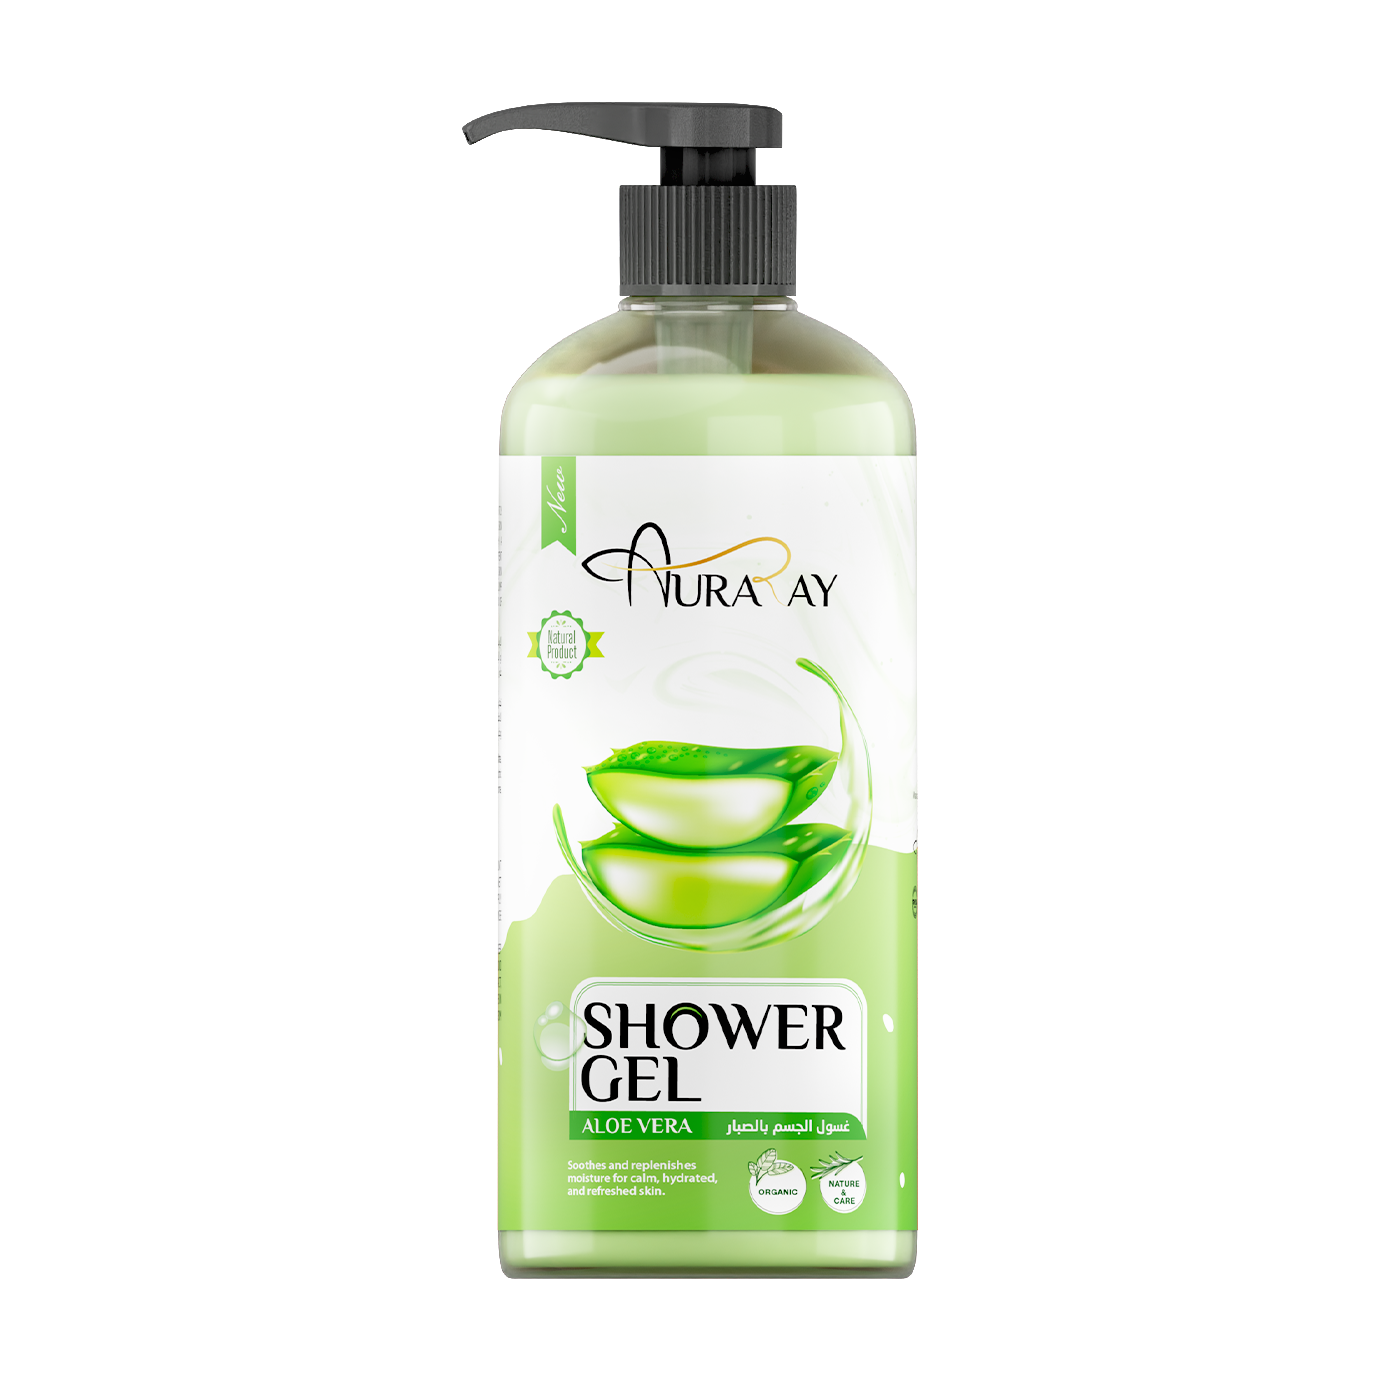 New
AURARAY
Natural
Product
SHOWER
GEL
ALOE VERA
غسول الجسم بالصبار
Soothes and replenishes
moisture for calm, hydrated,
and refreshed skin.
ORGANIC
NATURE
&
CARE